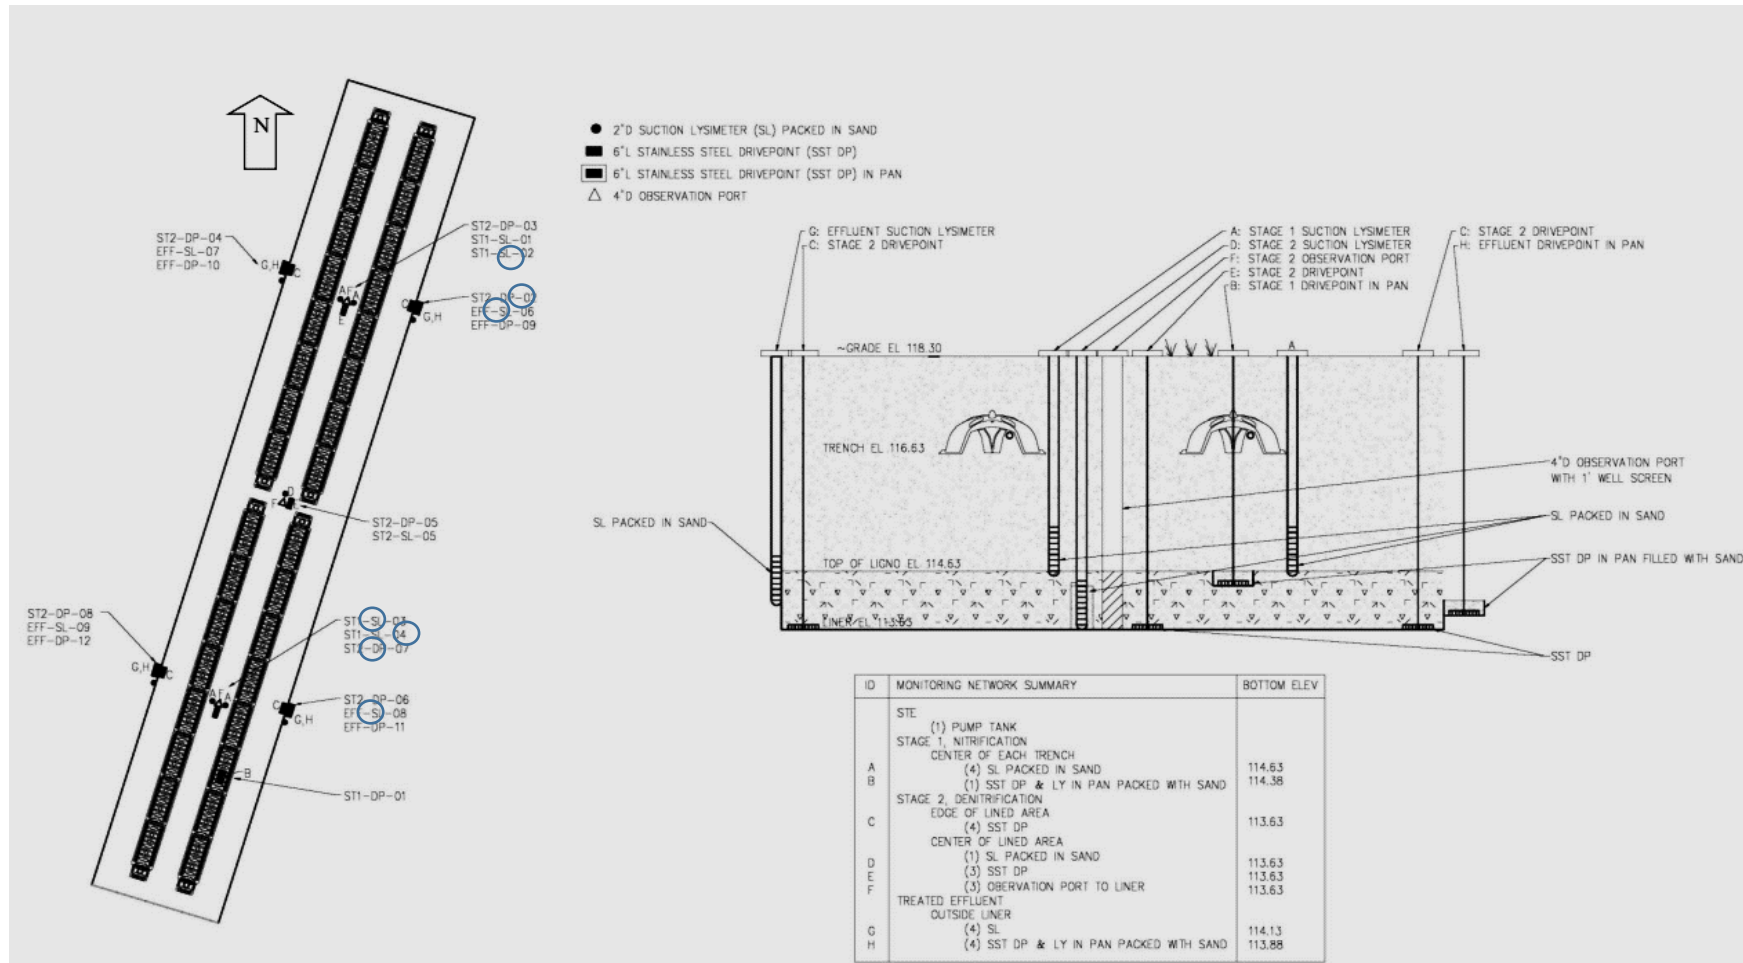 N
2"D SUCTION LYSIMETER (SL) PACKED IN SAND
6"L STAINLESS STEEL DRIVEPOINT (SST DP)
6"L STAINLESS STEEL DRIVEPOINT (SST DP) IN PAN
4"D OBSERVATION PORT
ST2-DP-04
EFF-SL-07
EFF-DP-10
G,H
C
ST2-DP-03
ST1-SL-01
ST1-SL-02
A F A
E
C
G,H
ST2-DP-02
EFF-SL-06
EFF-DP-09
D
F
ST2-DP-05
ST2-SL-05
ST2-DP-08
EFF-SL-09
EFF-DP-12
G,H
C
ST1-SL-03
ST1-SL-04
ST2-DP-07
A F A
C
G,H
ST2-DP-06
EFF-SL-08
EFF-DP-11
B
ST1-DP-01
G: EFFLUENT SUCTION LYSIMETER
C: STAGE 2 DRIVEPOINT
A: STAGE 1 SUCTION LYSIMETER
D: STAGE 2 SUCTION LYSIMETER
F: STAGE 2 OBSERVATION PORT
E: STAGE 2 DRIVEPOINT
B: STAGE 1 DRIVEPOINT IN PAN
C: STAGE 2 DRIVEPOINT
H: EFFLUENT DRIVEPOINT IN PAN
~GRADE EL 118.30
A
TRENCH EL 116.63
4"D OBSERVATION PORT
WITH 1' WELL SCREEN
SL PACKED IN SAND
SL PACKED IN SAND
TOP OF LIGNO EL 114.63
SST DP IN PAN FILLED WITH SAND
LINER EL 113.63
SST DP
ID MONITORING NETWORK SUMMARY BOTTOM ELEV
STE
(1) PUMP TANK
STAGE 1, NITRIFICATION
CENTER OF EACH TRENCH
A (4) SL PACKED IN SAND 114.63
B (1) SST DP & LY IN PAN PACKED WITH SAND 114.38
STAGE 2, DENITRIFICATION
EDGE OF LINED AREA
C (4) SST DP 113.63
CENTER OF LINED AREA
D (1) SL PACKED IN SAND 113.63
E (3) SST DP 113.63
F (3) OBERVATION PORT TO LINER 113.63
TREATED EFFLUENT
OUTSIDE LINER
G (4) SL 114.13
H (4) SST DP & LY IN PAN PACKED WITH SAND 113.88